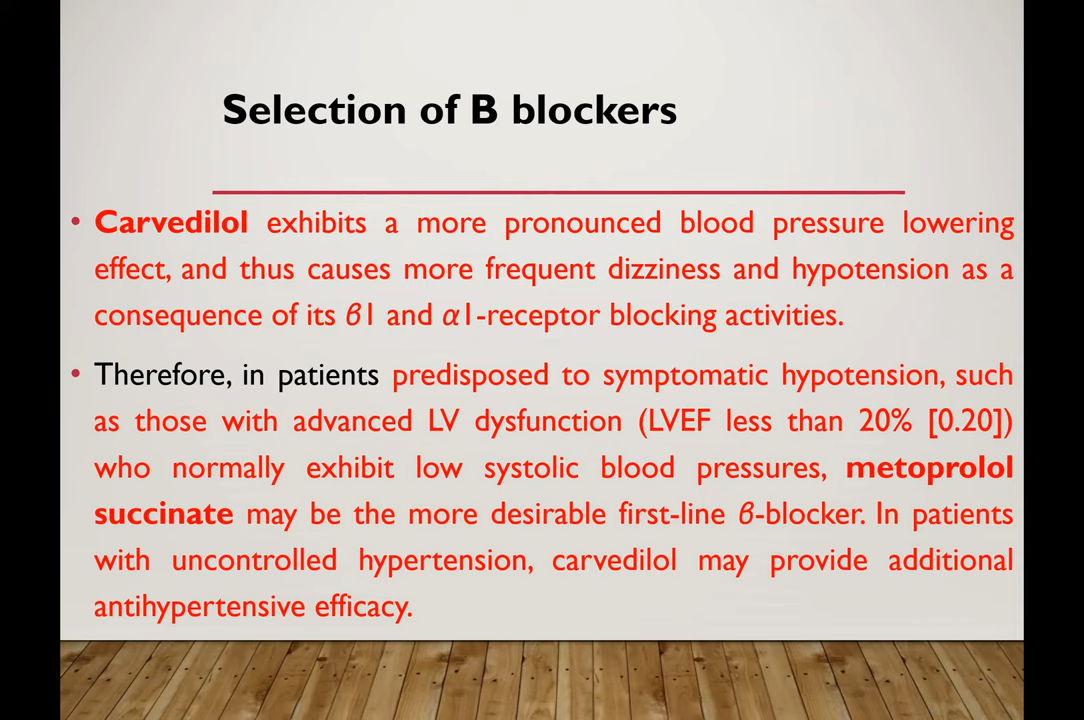 Selection of B blockers
• Carvedilol exhibits a more pronounced blood pressure lowering
effect, and thus causes more frequent dizziness and hypotension as a
consequence of its β1 and α1-receptor blocking activities.
• Therefore, in patients predisposed to symptomatic hypotension, such
as those with advanced LV dysfunction (LVEF less than 20% [0.20])
who normally exhibit low systolic blood pressures, metoprolol
succinate may be the more desirable first-line β-blocker. In patients
with uncontrolled hypertension, carvedilol may provide additional
antihypertensive efficacy.